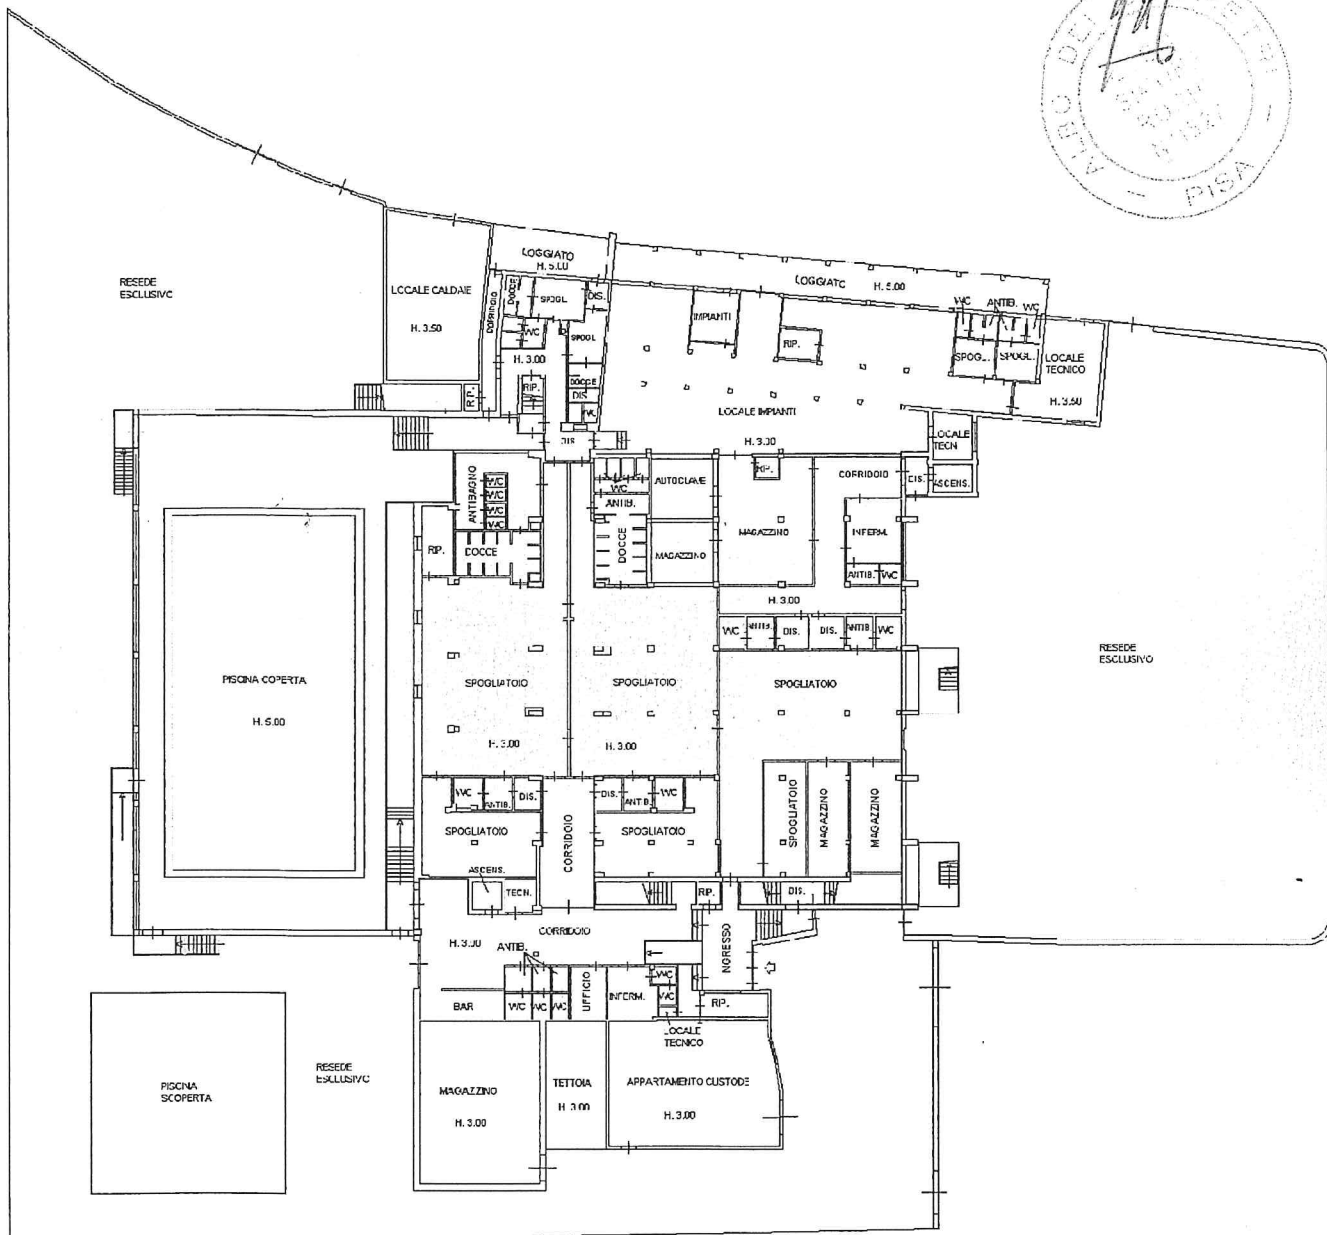 ALBO DEI
PISA
RESEDE
ESCLUSIVO
LOCALE CALDAIE
H. 3.50
LOGGIATO
H. 5.00
LOGGIATO
H. 5.00
CORRIDOIO
DOCCE
SPOGL.
DIS.
WC
SPOGL.
H. 3.00
RIP.
DOCCE
DIS.
WC
RIP.
DIS.
IMPIANTI
RIP.
LOCALE IMPIANTI
H. 3.00
WC
ANTIB.
WC
SPOGL.
SPOGL.
LOCALE
TECNICO
H. 3.50
LOCALE
TECN.
DIS.
ASCENS.
ANTIBAGNO
WC
WC
WC
WC
RIP.
DOCCE
WC
ANTIB.
DOCCE
AUTOCLAVE
MAGAZZINO
RIP.
MAGAZZINO
CORRIDOIO
INFERM.
ANTIB.
WC
H. 3.00
WC
ANTIB.
DIS.
DIS.
ANTIB.
WC
RESEDE
ESCLUSIVO
PISCINA COPERTA
H. 5.00
SPOGLIATOIO
H. 3.00
SPOGLIATOIO
H. 3.00
SPOGLIATOIO
WC
ANTIB.
DIS.
DIS.
ANTIB.
WC
SPOGLIATOIO
CORRIDOIO
SPOGLIATOIO
SPOGLIATOIO
MAGAZZINO
MAGAZZINO
ASCENS.
TECN.
RIP.
DIS.
H. 3.00
CORRIDOIO
ANTIB.
INGRESSO
BAR
WC
WC
WC
UFFICIO
INFERM.
WC
WC
RIP.
LOCALE
TECNICO
PISCINA
SCOPERTA
RESEDE
ESCLUSIVO
MAGAZZINO
H. 3.00
TETTOIA
H. 3.00
APPARTAMENTO CUSTODE
H. 3.00